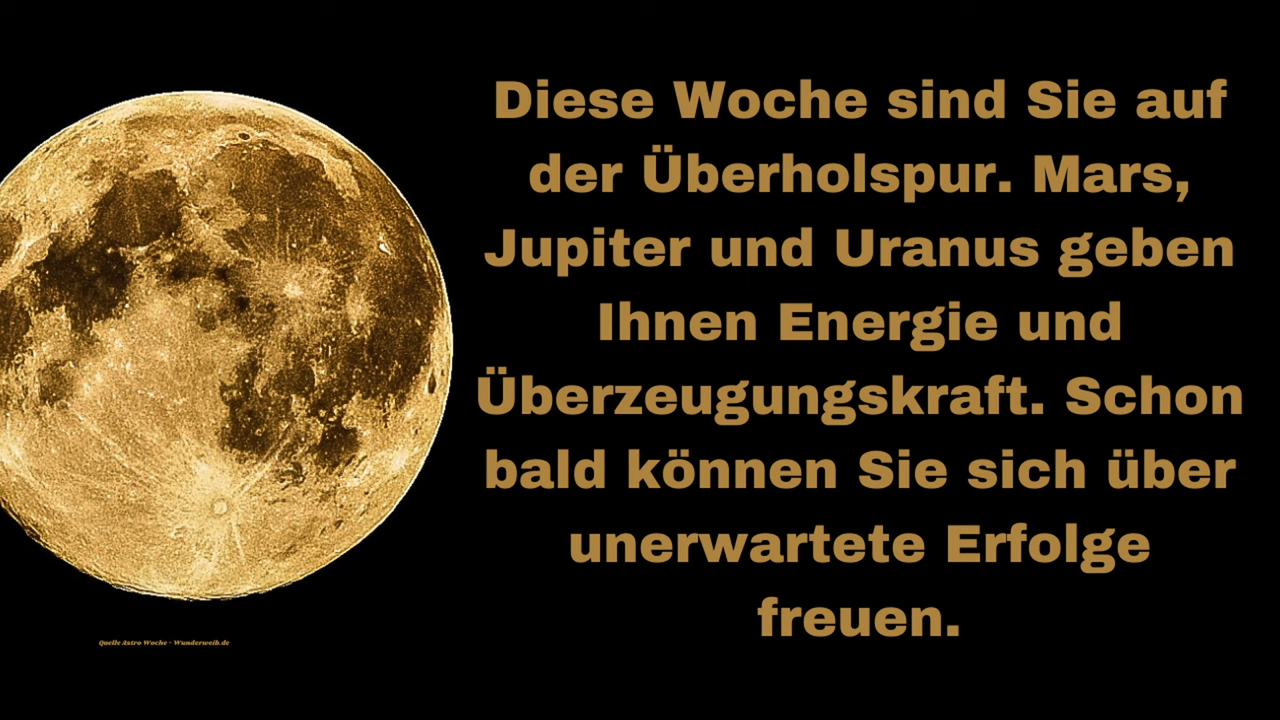 Diese Woche sind Sie auf
der Überholspur. Mars,
Jupiter und Uranus geben
Ihnen Energie und
Überzeugungskraft. Schon
bald können Sie sich über
unerwartete Erfolge
freuen.
Quelle Astro Woche - Wunderweib.de